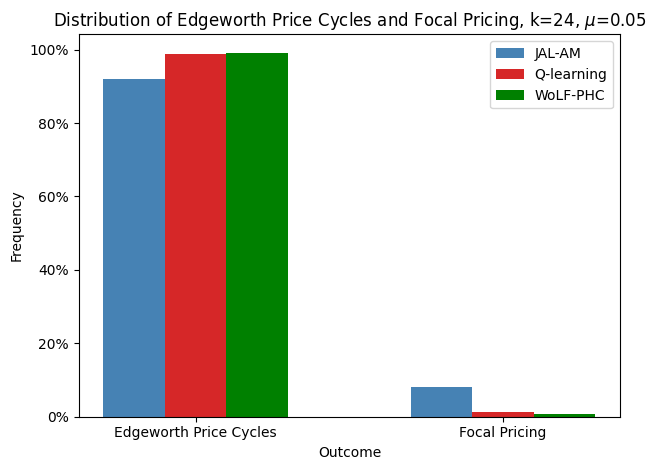 Distribution of Edgeworth Price Cycles and Focal Pricing, k=24, μ=0.05
JAL-AM
Q-learning
WoLF-PHC
100%
80%
60%
40%
20%
0%
Frequency
Edgeworth Price Cycles
Focal Pricing
Outcome